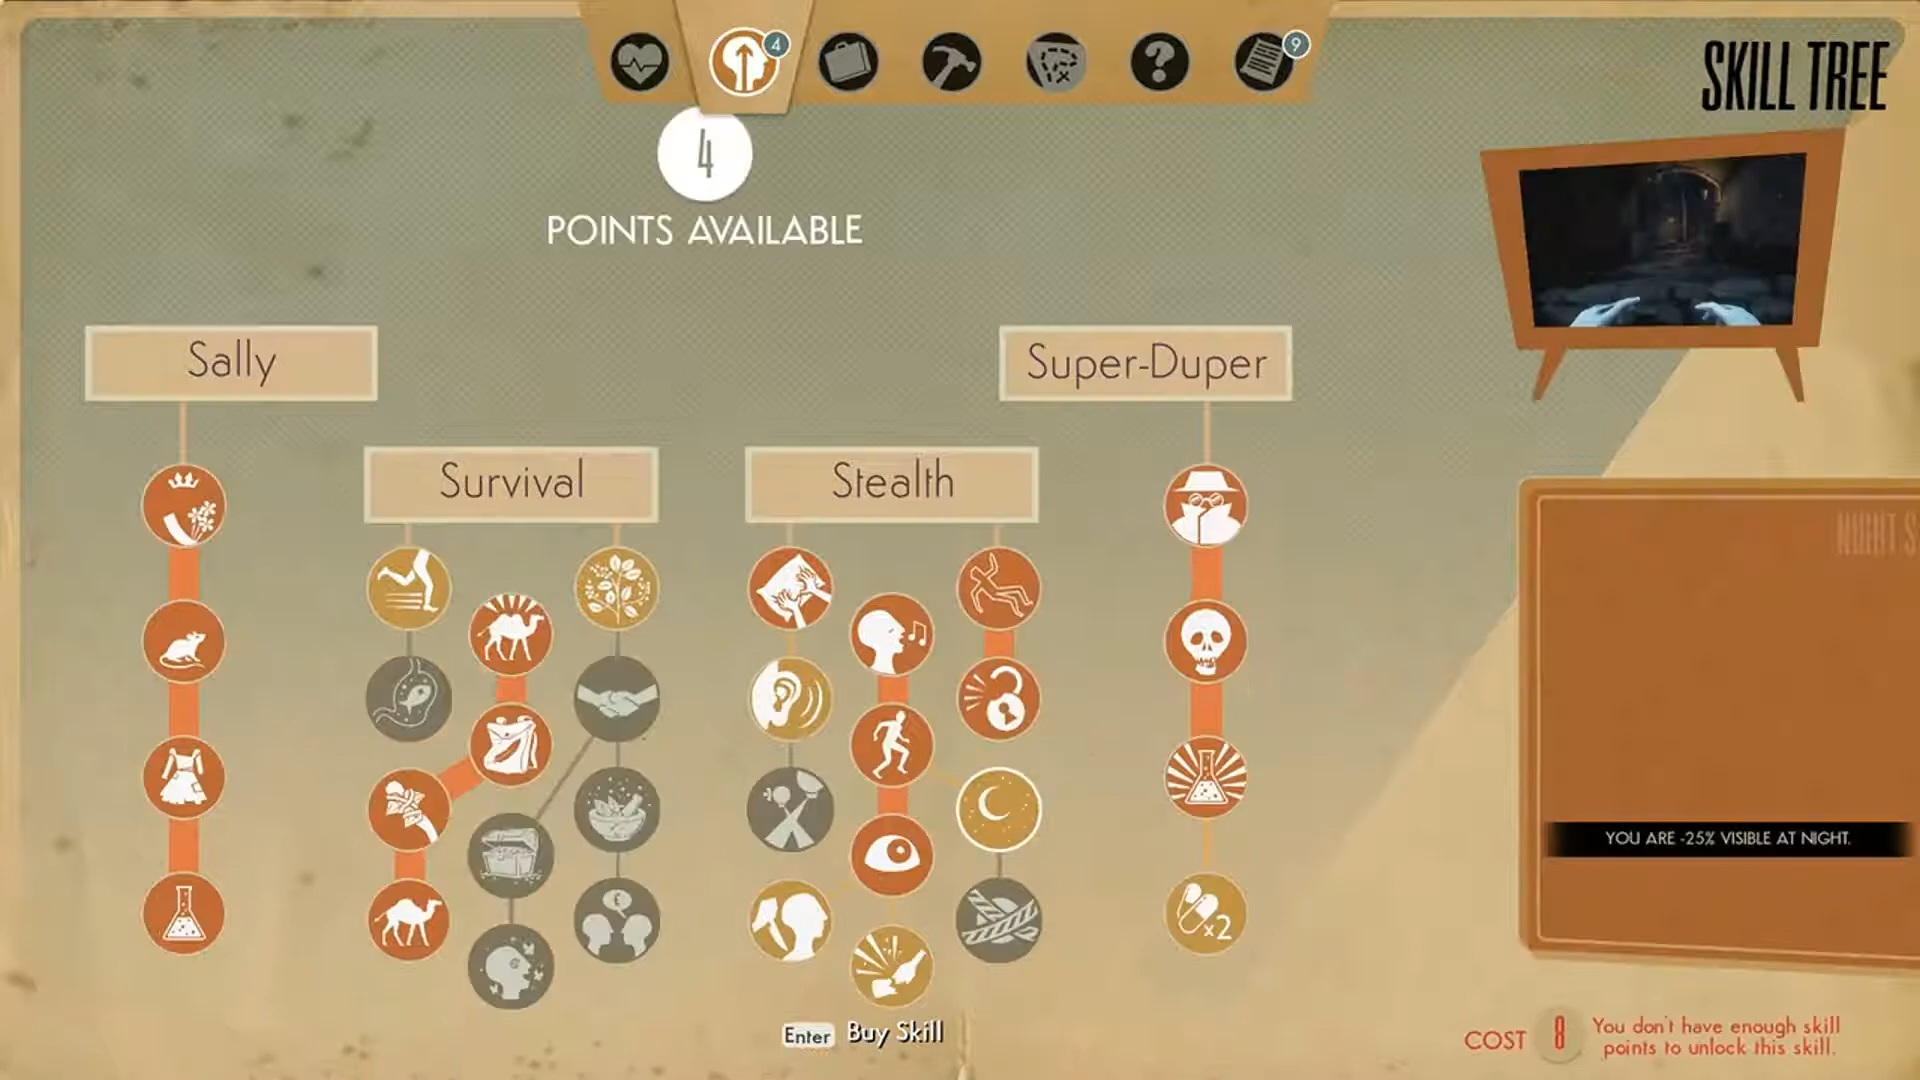 4
9
SKILL TREE
4
POINTS AVAILABLE
Sally
Super-Duper
Survival
Stealth
NIGHT S
YOU ARE -25% VISIBLE AT NIGHT.
£
x2
Enter Buy Skill
COST 8 You don't have enough skill
points to unlock this skill.